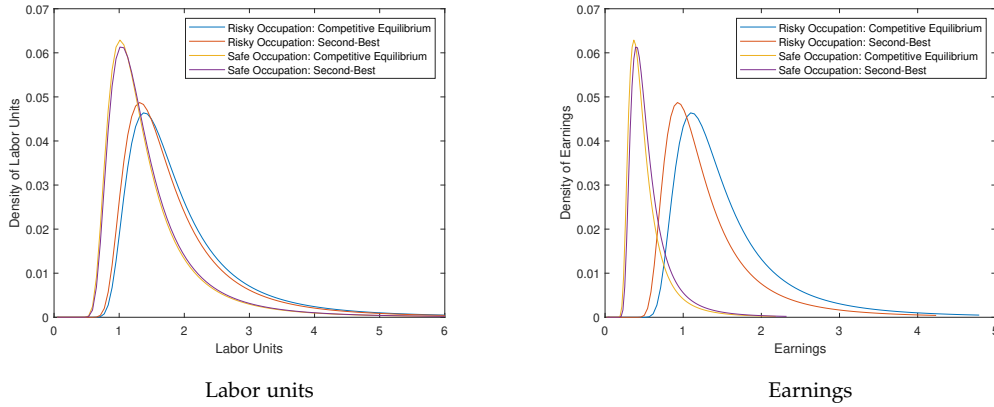 0.07
0.06
0.05
0.04
0.03
0.02
0.01
0
Density of Labor Units
Risky Occupation: Competitive Equilibrium
Risky Occupation: Second-Best
Safe Occupation: Competitive Equilibrium
Safe Occupation: Second-Best
0 1 2 3 4 5 6
Labor Units
Labor units
0.07
0.06
0.05
0.04
0.03
0.02
0.01
0
Density of Earnings
Risky Occupation: Competitive Equilibrium
Risky Occupation: Second-Best
Safe Occupation: Competitive Equilibrium
Safe Occupation: Second-Best
0 1 2 3 4 5
Earnings
Earnings